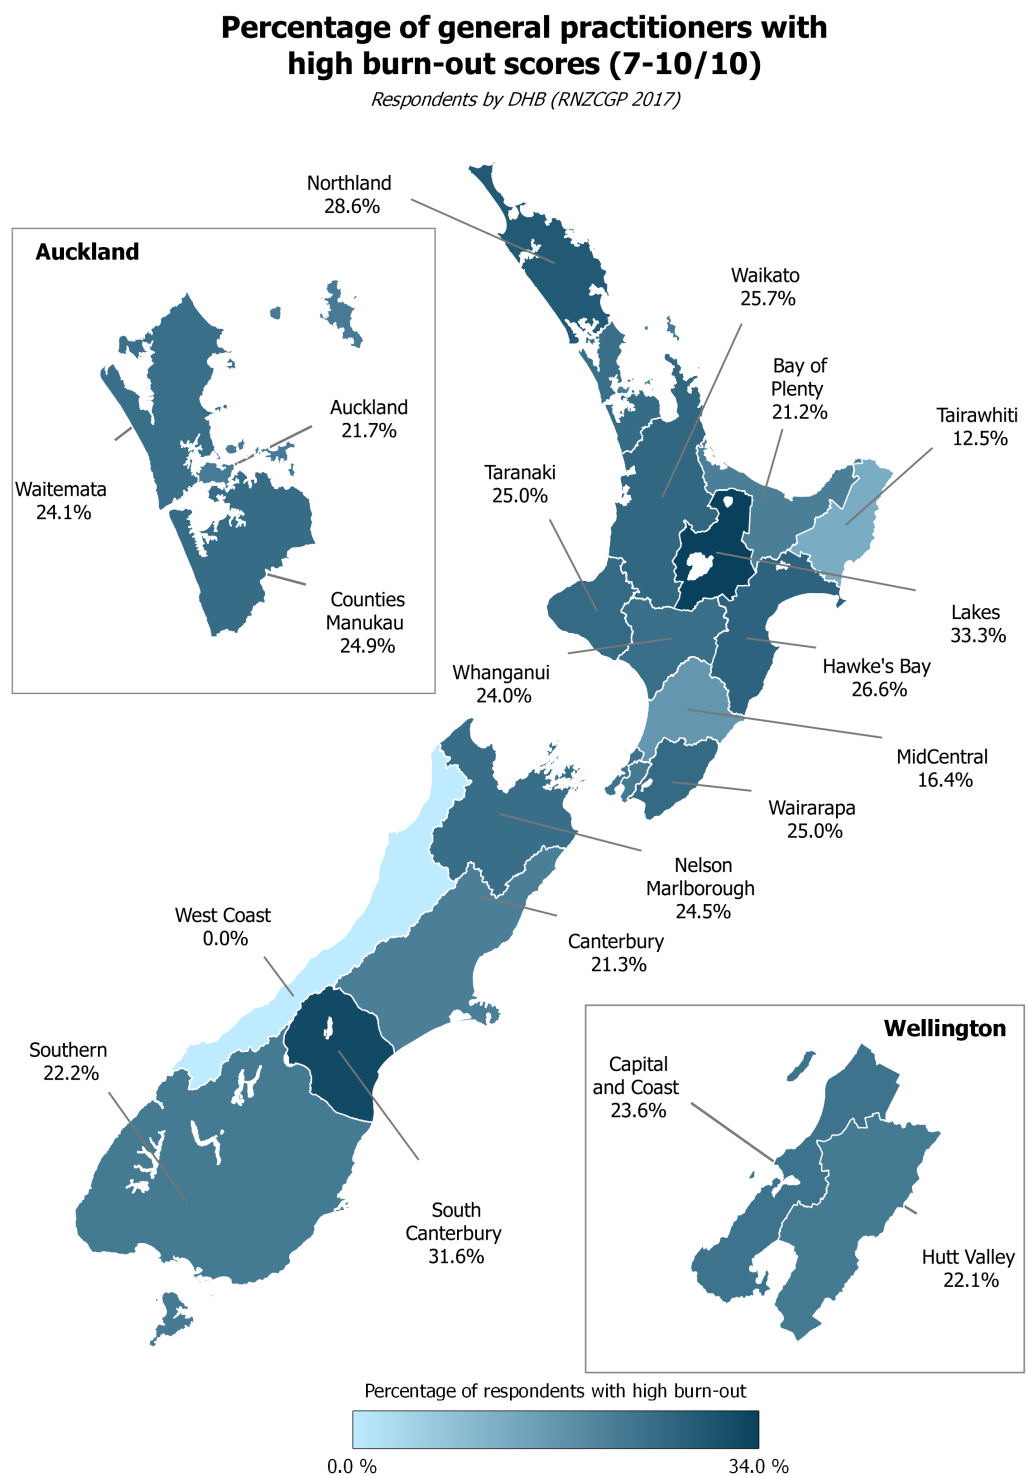 Percentage of general practitioners with
high burn-out scores (7-10/10)
Respondents by DHB (RNZCGP 2017)
Northland
28.6%
Auckland
Waikato
25.7%
Bay of
Plenty
21.2%
Auckland
21.7%
Tairawhiti
12.5%
Taranaki
25.0%
Waitemata
24.1%
Counties
Manukau
24.9%
Lakes
33.3%
Whanganui
24.0%
Hawke's Bay
26.6%
MidCentral
16.4%
Wairarapa
25.0%
Nelson
Marlborough
24.5%
West Coast
0.0%
Canterbury
21.3%
Wellington
Southern
22.2%
Capital
and Coast
23.6%
South
Canterbury
31.6%
Hutt Valley
22.1%
Percentage of respondents with high burn-out
0.0 %
34.0 %